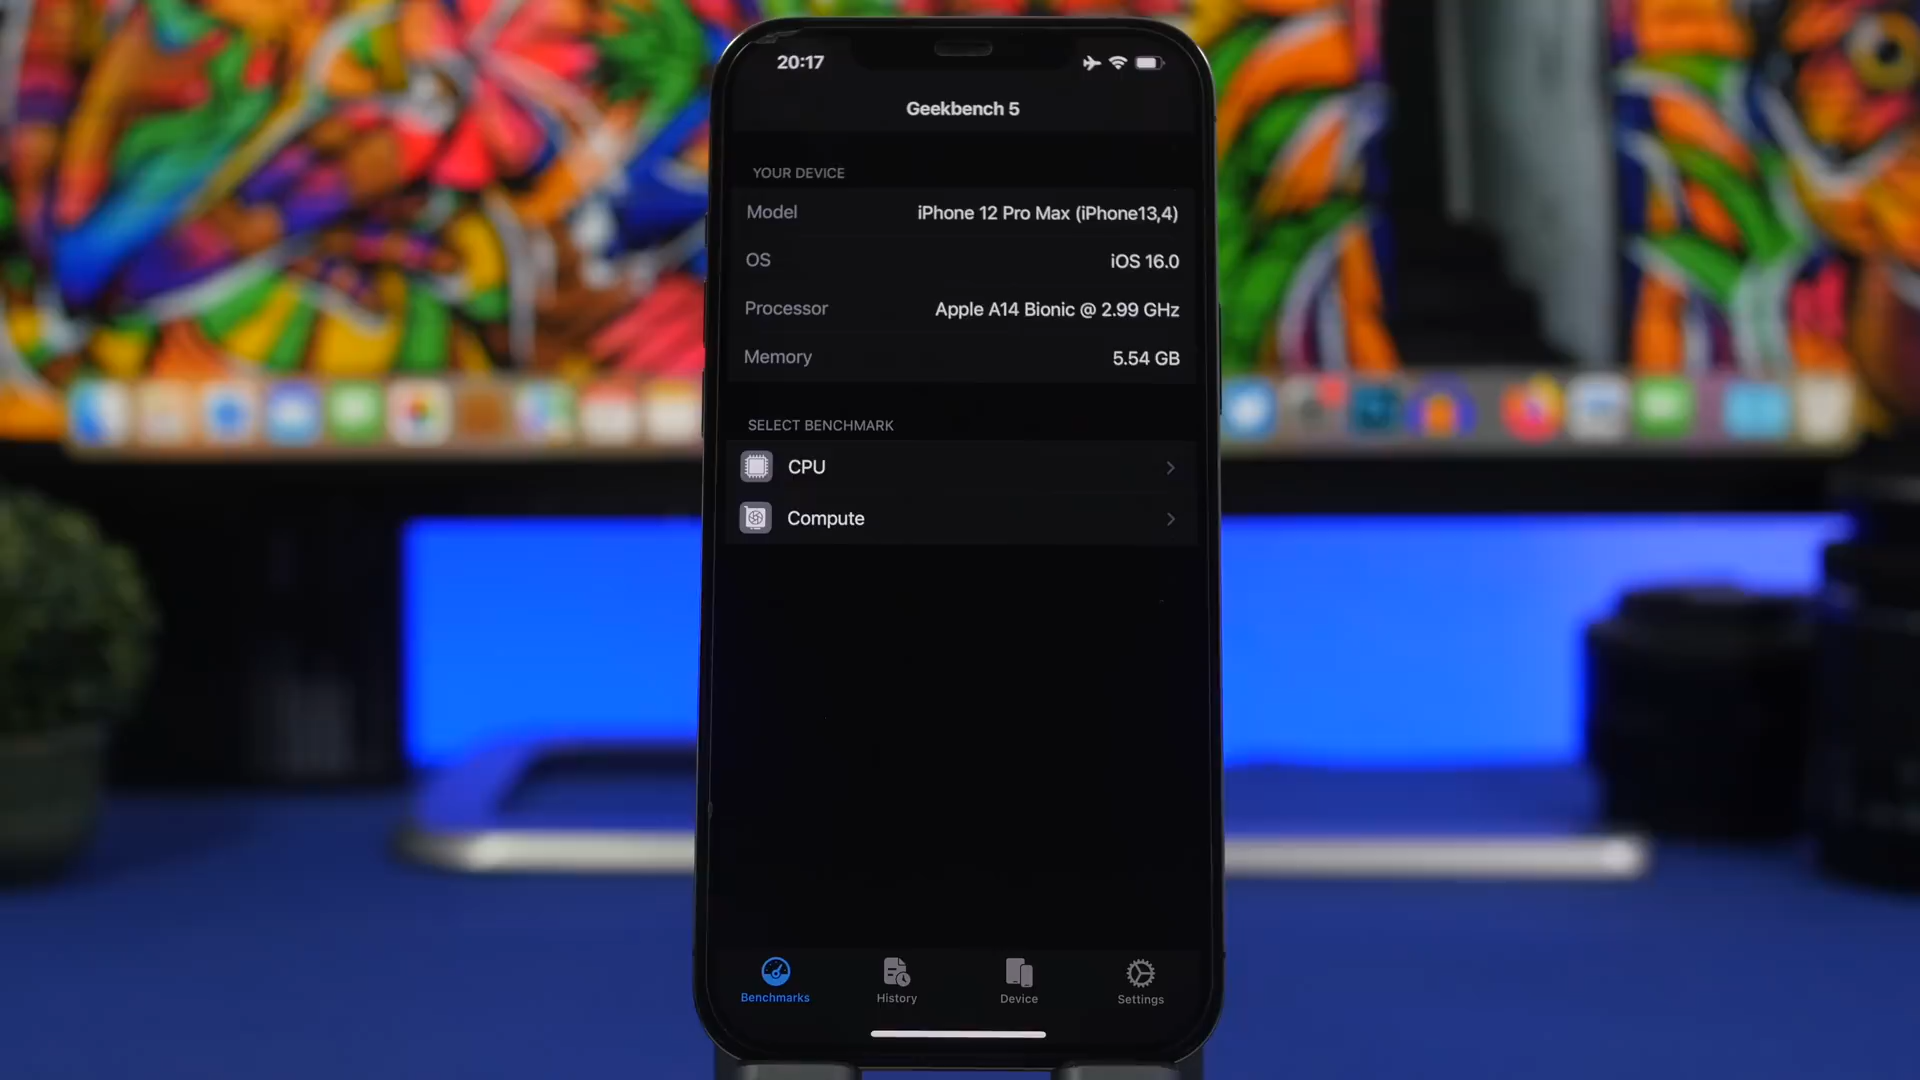 20:17
Geekbench 5
YOUR DEVICE
Model iPhone 12 Pro Max (iPhone13,4)
OS iOS 16.0
Processor Apple A14 Bionic @ 2.99 GHz
Memory 5.54 GB
SELECT BENCHMARK
CPU
Compute
Benchmarks History Device Settings